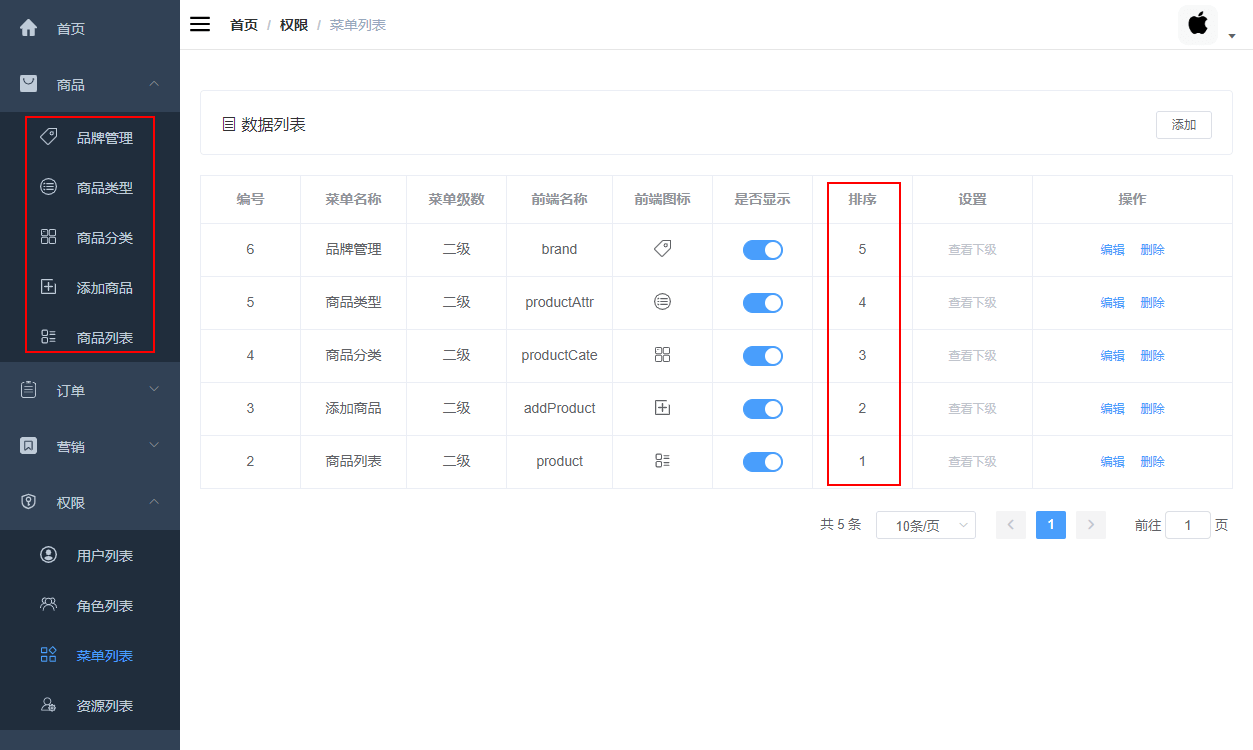 首页
商品
品牌管理
商品类型
商品分类
添加商品
商品列表
订单
营销
权限
用户列表
角色列表
菜单列表
资源列表
首页 / 权限 / 菜单列表
数据列表
添加
编号 菜单名称 菜单级数 前端名称 前端图标 是否显示 排序 设置 操作
6 品牌管理 二级 brand 5 查看下级 编辑 删除
5 商品类型 二级 productAttr 4 查看下级 编辑 删除
4 商品分类 二级 productCate 3 查看下级 编辑 删除
3 添加商品 二级 addProduct 2 查看下级 编辑 删除
2 商品列表 二级 product 1 查看下级 编辑 删除
共 5 条 10条/页 1 前往 1 页